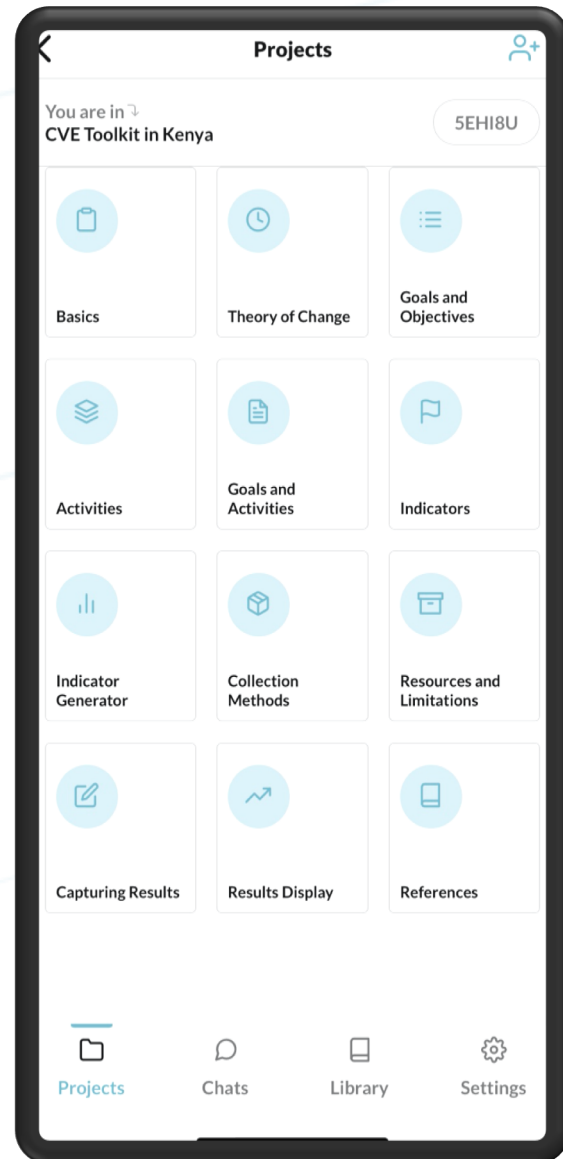 Projects
You are in
CVE Toolkit in Kenya
5EHI8U
Basics
Theory of Change
Goals and
Objectives
Activities
Goals and
Activities
Indicators
Indicator
Generator
Collection
Methods
Resources and
Limitations
Capturing Results
Results Display
References
Projects
Chats
Library
Settings